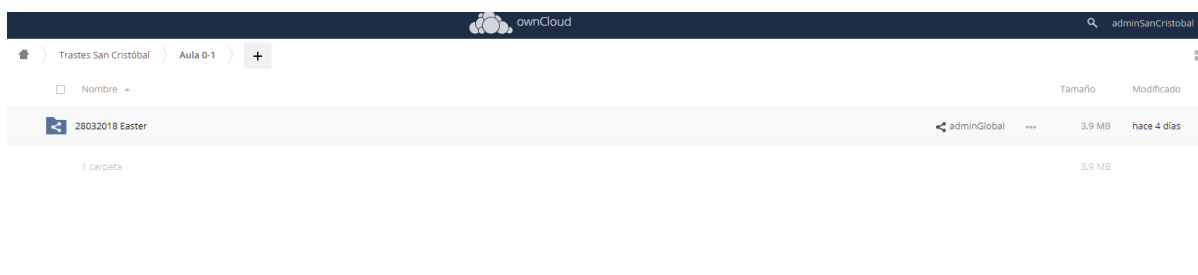 ownCloud adminSanCristobal
Trastes San Cristóbal Aula 0-1 +
Nombre Tamaño Modificado
28032018 Easter adminGlobal ... 3.9 MB hace 4 días
1 carpeta 3.9 MB